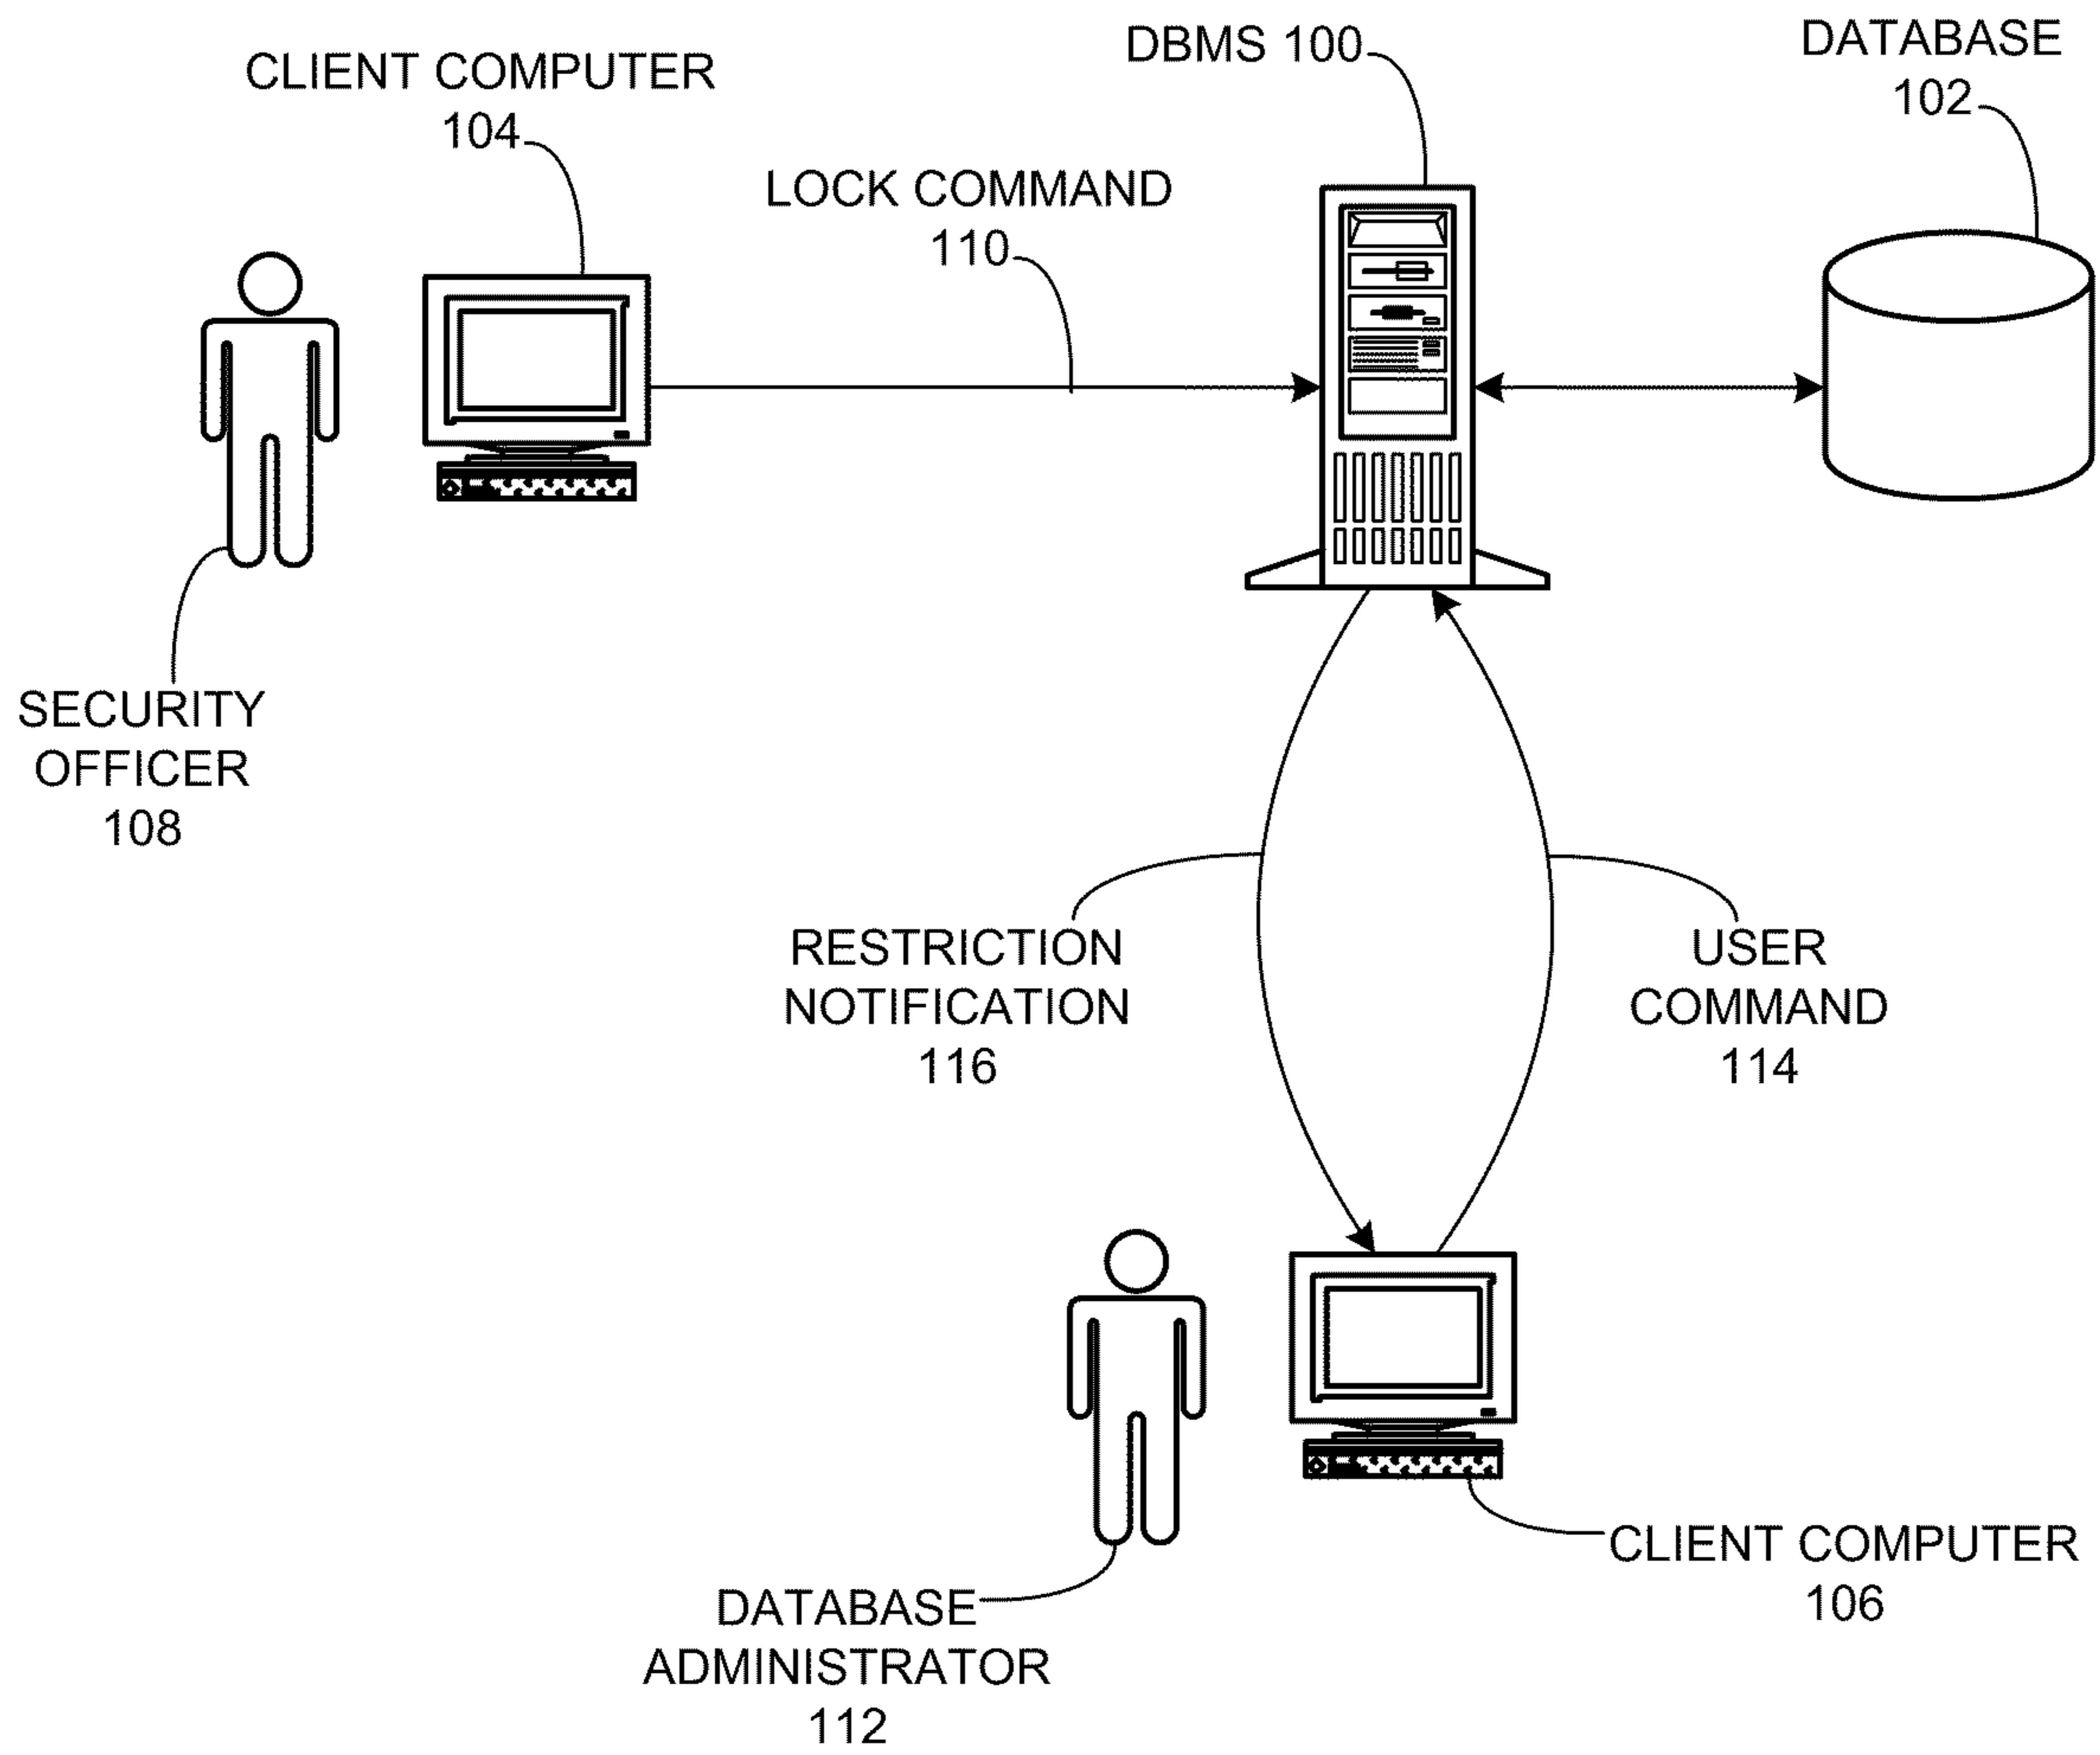 CLIENT COMPUTER
104
LOCK COMMAND
110
DBMS 100
DATABASE
102
SECURITY
OFFICER
108
RESTRICTION
NOTIFICATION
116
USER
COMMAND
114
DATABASE
ADMINISTRATOR
112
CLIENT COMPUTER
106